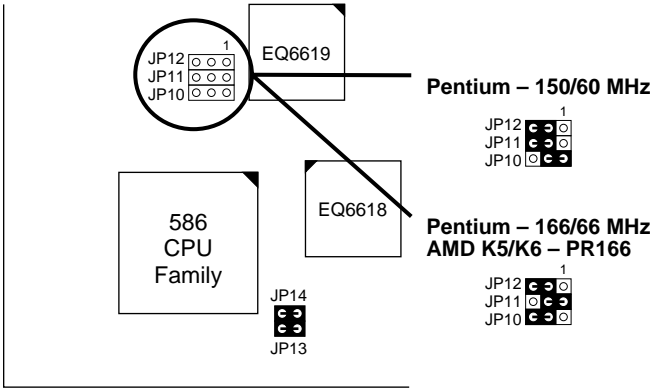 1
JP12
JP11
JP10
EQ6619
Pentium – 150/60 MHz
1
JP12
JP11
JP10
586
CPU
Family
EQ6618
Pentium – 166/66 MHz
AMD K5/K6 – PR166
1
JP12
JP11
JP10
JP14
JP13